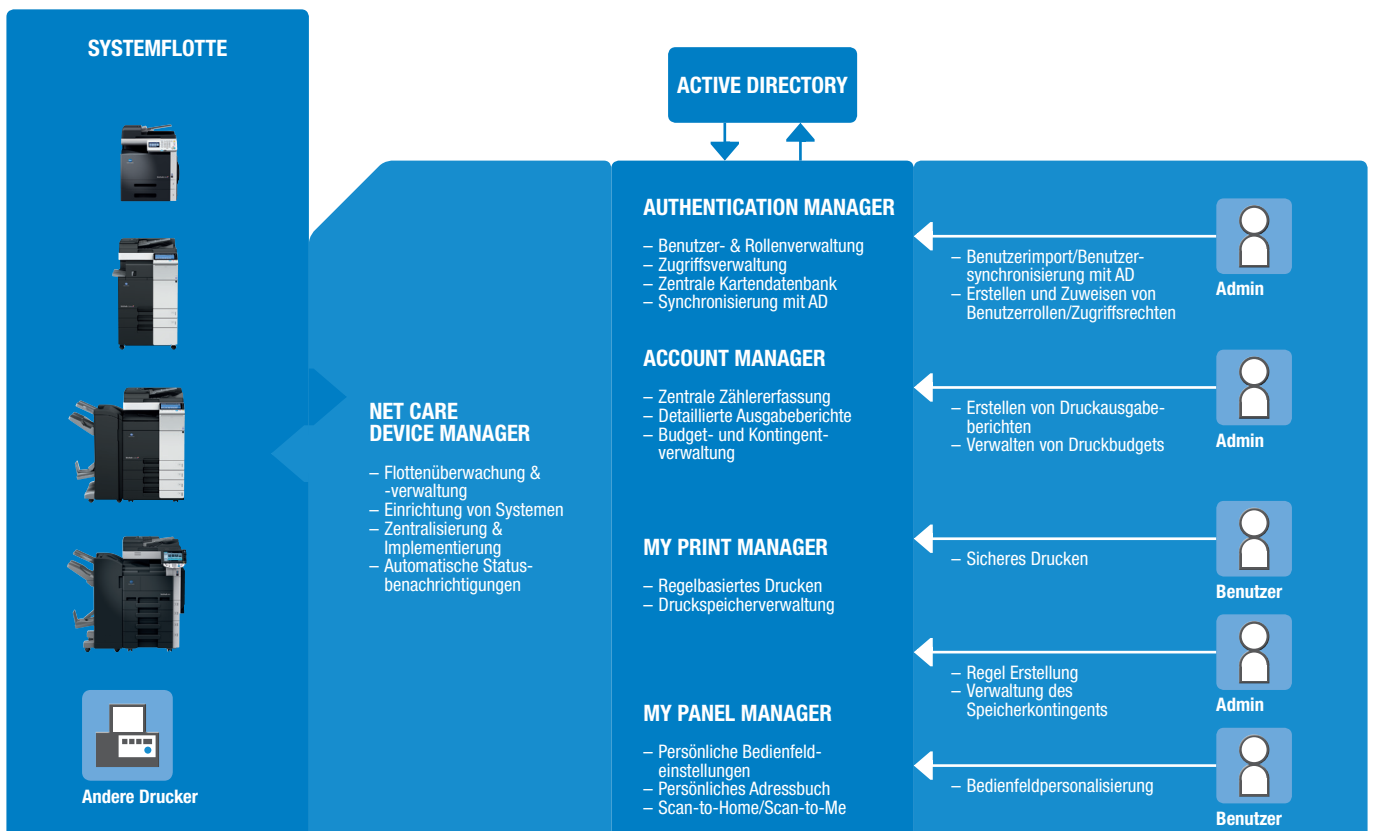 SYSTEMFLOTTE
Andere Drucker
NET CARE
DEVICE MANAGER
– Flottenüberwachung &
-verwaltung
– Einrichtung von Systemen
– Zentralisierung &
Implementierung
– Automatische Status-
benachrichtigungen
ACTIVE DIRECTORY
AUTHENTICATION MANAGER
– Benutzer- & Rollenverwaltung
– Zugriffsverwaltung
– Zentrale Kartendatenbank
– Synchronisierung mit AD
ACCOUNT MANAGER
– Zentrale Zählererfassung
– Detaillierte Ausgabeberichte
– Budget- und Kontingent-
verwaltung
MY PRINT MANAGER
– Regelbasiertes Drucken
– Druckspeicherverwaltung
MY PANEL MANAGER
– Persönliche Bedienfeld-
einstellungen
– Persönliches Adressbuch
– Scan-to-Home/Scan-to-Me
– Benutzerimport/Benutzer-
synchronisierung mit AD
– Erstellen und Zuweisen von
Benutzerrollen/Zugriffsrechten
Admin
– Erstellen von Druckausgabe-
berichten
– Verwalten von Druckbudgets
Admin
– Sicheres Drucken
Benutzer
– Regel Erstellung
– Verwaltung des
Speicherkontingents
Admin
– Bedienfeldpersonalisierung
Benutzer